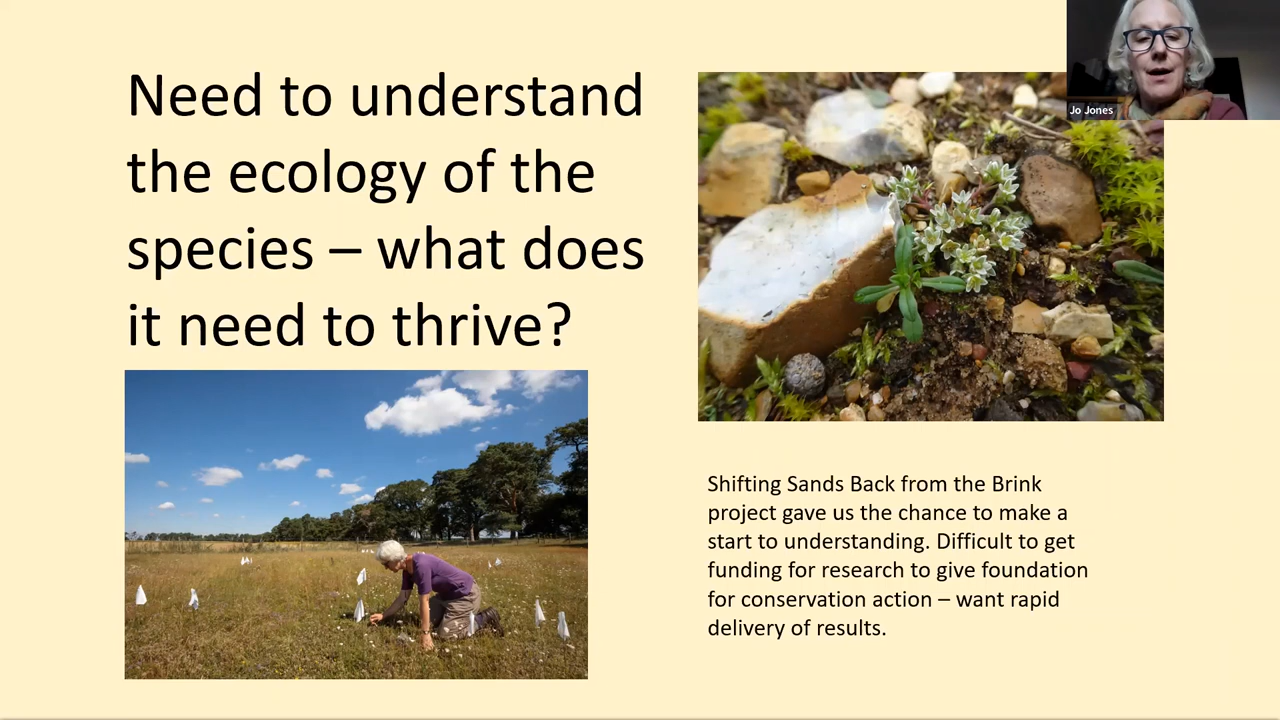 Need to understand
the ecology of the
species – what does
it need to thrive?
Jo Jones
Shifting Sands Back from the Brink
project gave us the chance to make a
start to understanding. Difficult to get
funding for research to give foundation
for conservation action – want rapid
delivery of results.